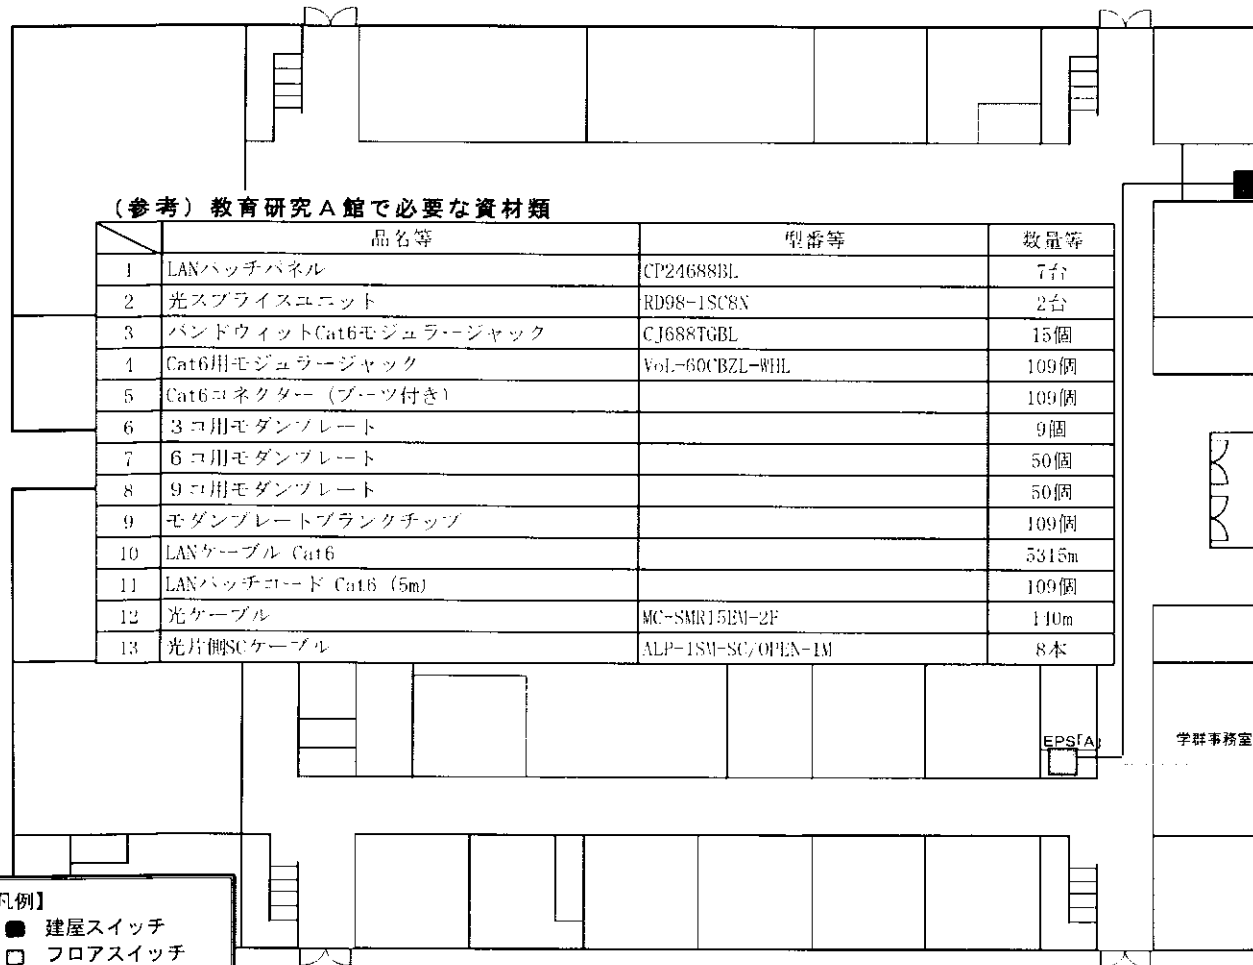 (参考) 教育研究A館で必要な資材類
品名等 型番等 数量等
1 LANパッチパネル CP24688BL 7台
2 光スプライスユニット RD98-1SC8N 2台
3 パンドウィットCat6モジュラージャック CJ688TGBL 15個
4 Cat6用モジュラージャック VoL-60CBZL-WHL 109個
5 Cat6コネクター (ブーツ付き) 109個
6 3コ用モダンプレート 9個
7 6コ用モダンプレート 50個
8 9コ用モダンプレート 50個
9 モダンプレートブランクチップ 109個
10 LANケーブル Cat6 5315m
11 LANパッチコード Cat6 (5m) 109個
12 光ケーブル MC-SMR15EM-2F 140m
13 光片側SCケーブル ALP-1SM-SC/OPEN-1M 8本
EPS「A」
学群事務室
凡例】
建屋スイッチ
フロアスイッチ